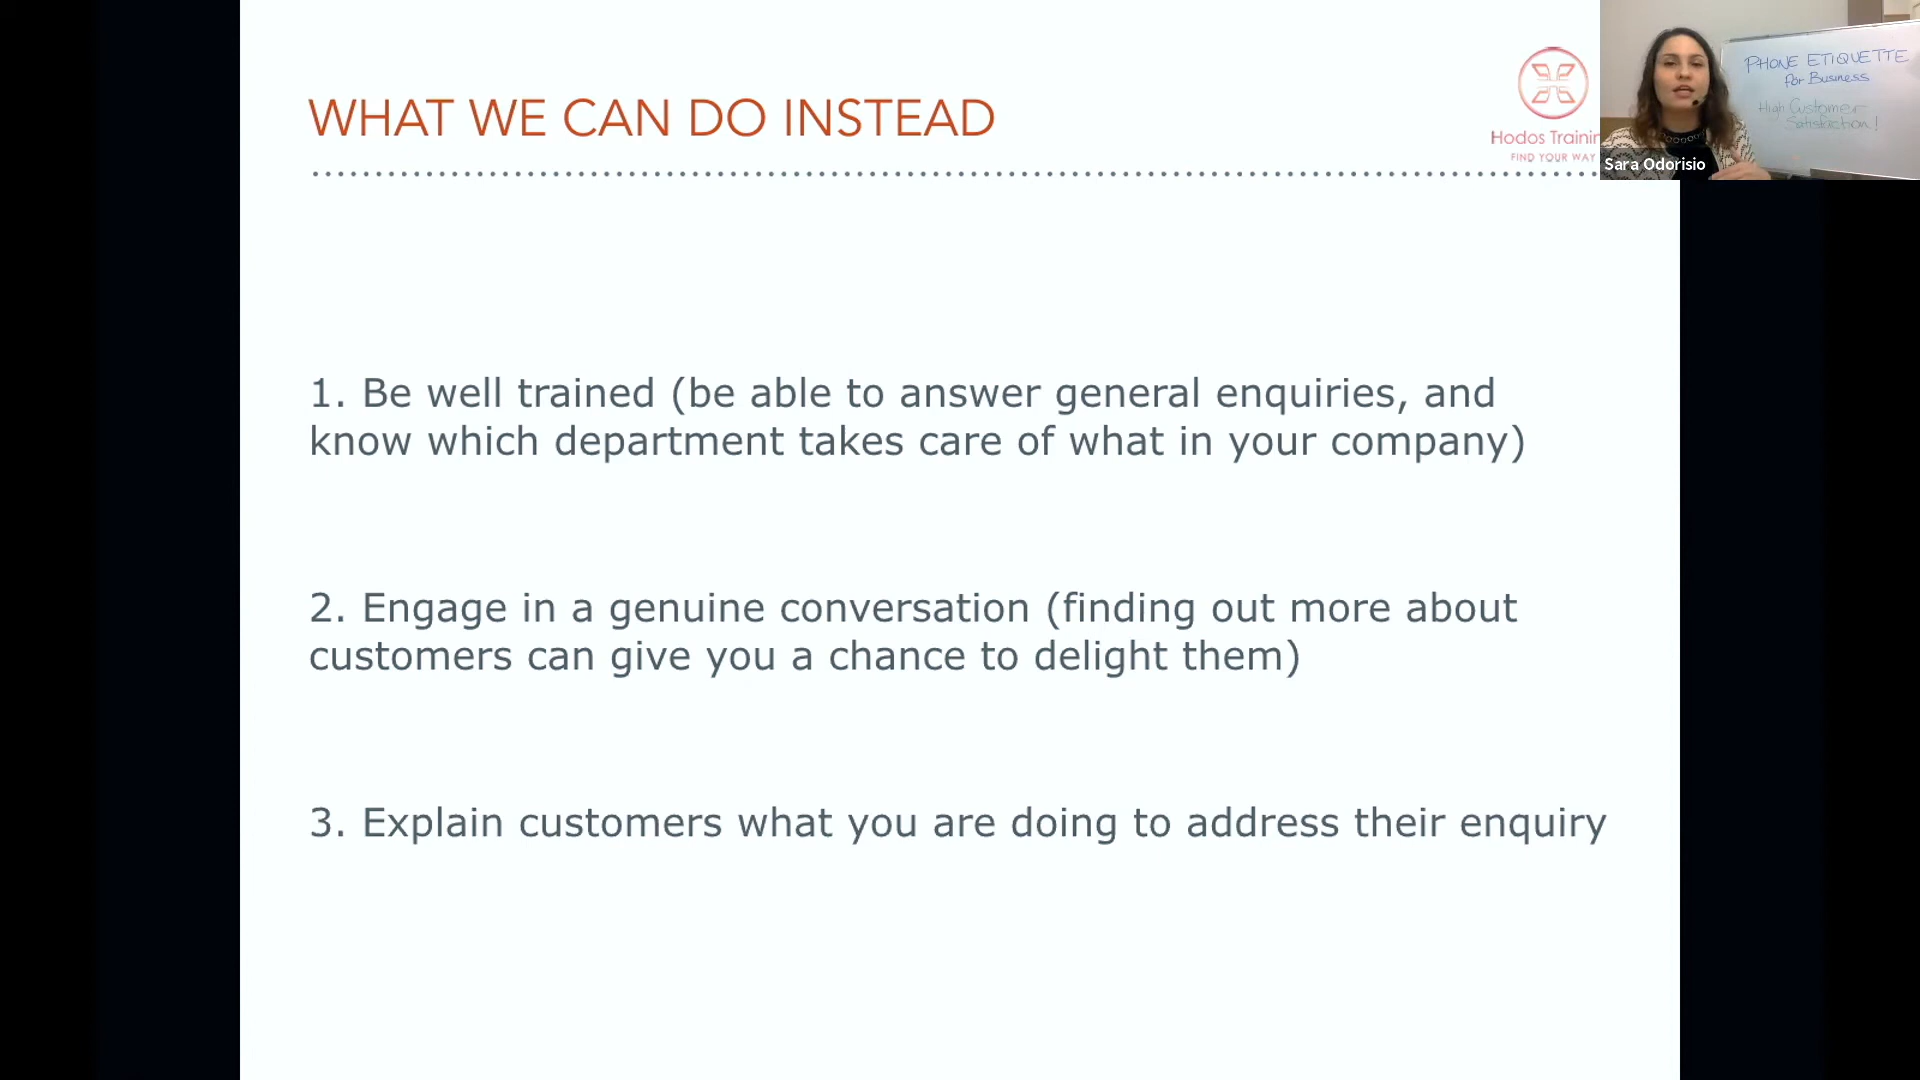 WHAT WE CAN DO INSTEAD
Hodos Trainin
FIND YOUR WAY
PHONE ETIQUETTE
For Business
High Customer
Satisfaction!
Sara Odorisio
1. Be well trained (be able to answer general enquiries, and
know which department takes care of what in your company)
2. Engage in a genuine conversation (finding out more about
customers can give you a chance to delight them)
3. Explain customers what you are doing to address their enquiry